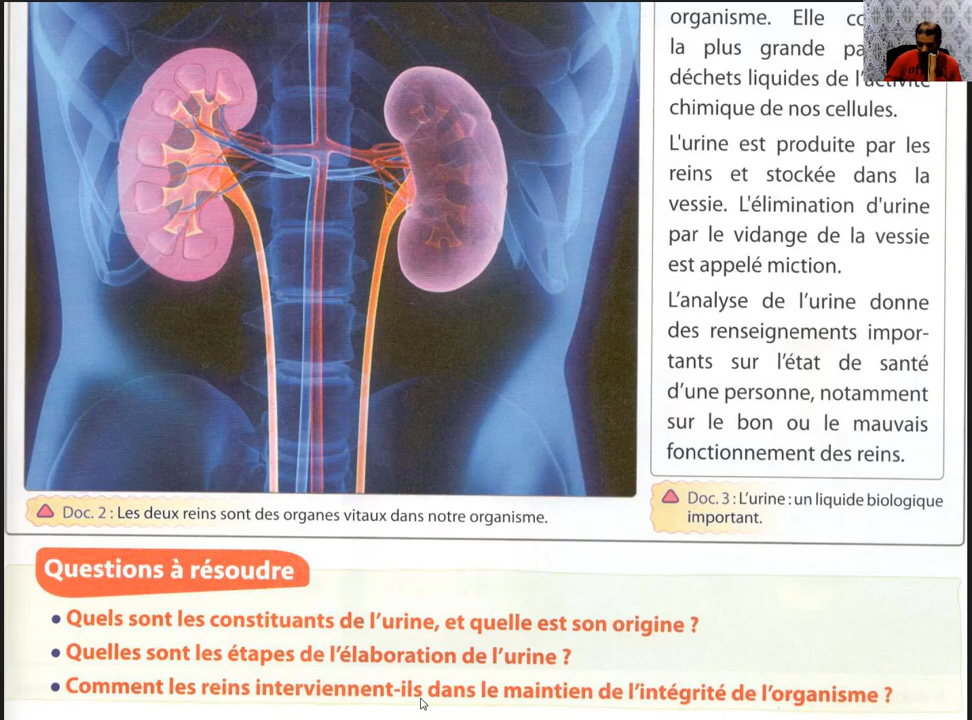 organisme. Elle
la plus grande
déchets liquides de l'activité
chimique de nos cellules.
L'urine est produite par les
reins et stockée dans la
vessie. L'élimination d'urine
par le vidange de la vessie
est appelé miction.
L'analyse de l'urine donne
des renseignements impor-
tants sur l'état de santé
d'une personne, notamment
sur le bon ou le mauvais
fonctionnement des reins.
Doc. 2 : Les deux reins sont des organes vitaux dans notre organisme.
Doc. 3 : L'urine : un liquide biologique
important.
Questions à résoudre
• Quels sont les constituants de l'urine, et quelle est son origine ?
• Quelles sont les étapes de l'élaboration de l'urine ?
• Comment les reins interviennent-ils dans le maintien de l'intégrité de l'organisme ?